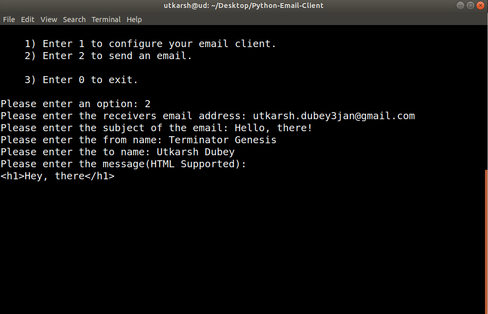 utkarsh@ud: ~/Desktop/Python-Email-Client
File Edit View Search Terminal Help
1) Enter 1 to configure your email client.
2) Enter 2 to send an email.
3) Enter 0 to exit.
Please enter an option: 2
Please enter the receivers email address: utkarsh.dubey3jan@gmail.com
Please enter the subject of the email: Hello, there!
Please enter the from name: Terminator Genesis
Please enter the to name: Utkarsh Dubey
Please enter the message(HTML Supported):
<h1>Hey, there</h1>